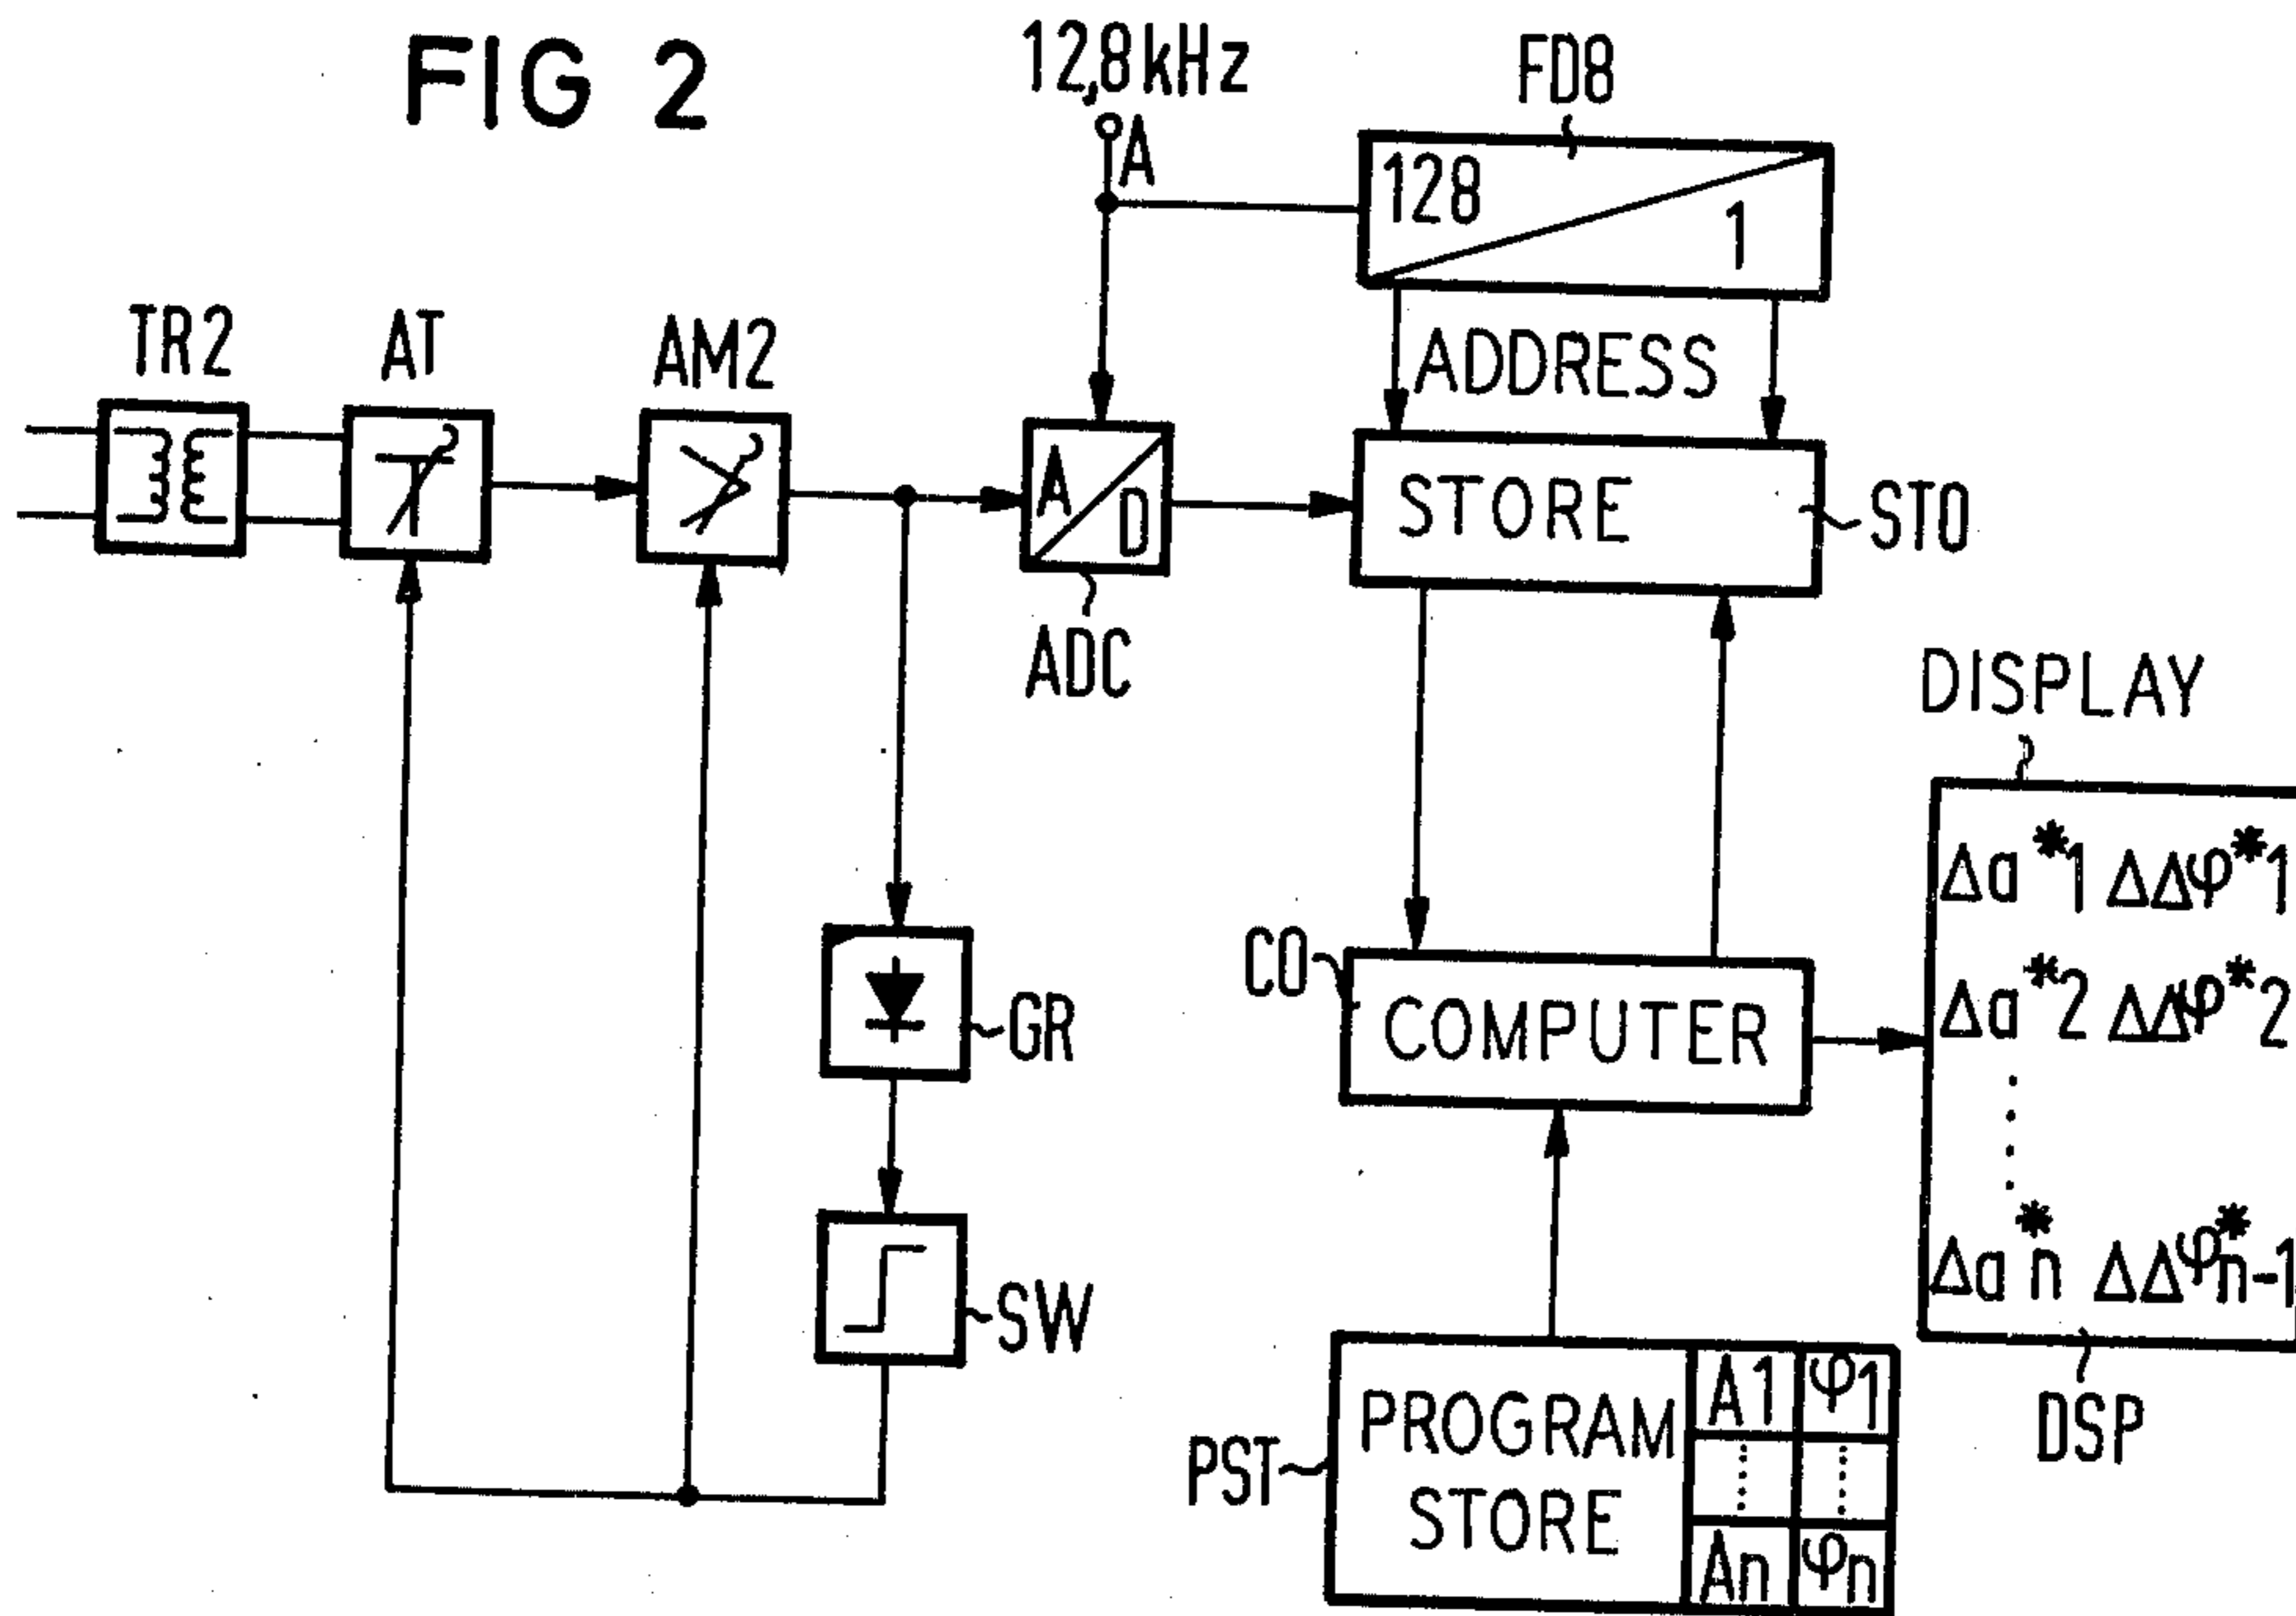 FIG 2
12,8kHz
A
FD8
128
1
ADDRESS
TR2
AT
AM2
A
D
STORE
STO
ADC
DISPLAY
Δa*1 ΔΔφ*1
Δa*2 ΔΔφ*2
Δa*n ΔΔφ*n-1
DSP
GR
CO
COMPUTER
SW
PST
PROGRAM
STORE
A1 φ1
An φn